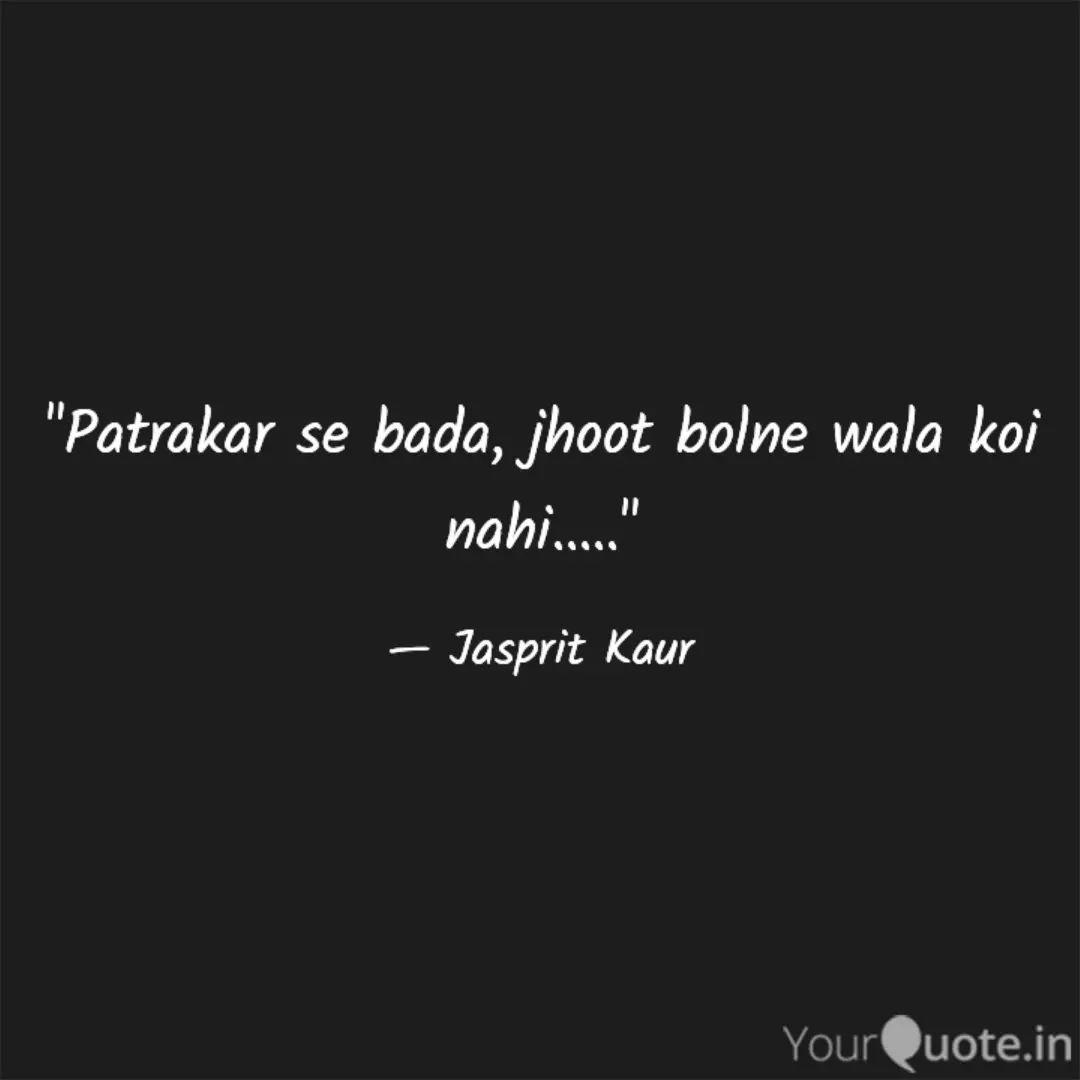 "Patrakar se bada, jhoot bolne wala koi
nahi....."
— Jasprit Kaur
YourQuote.in